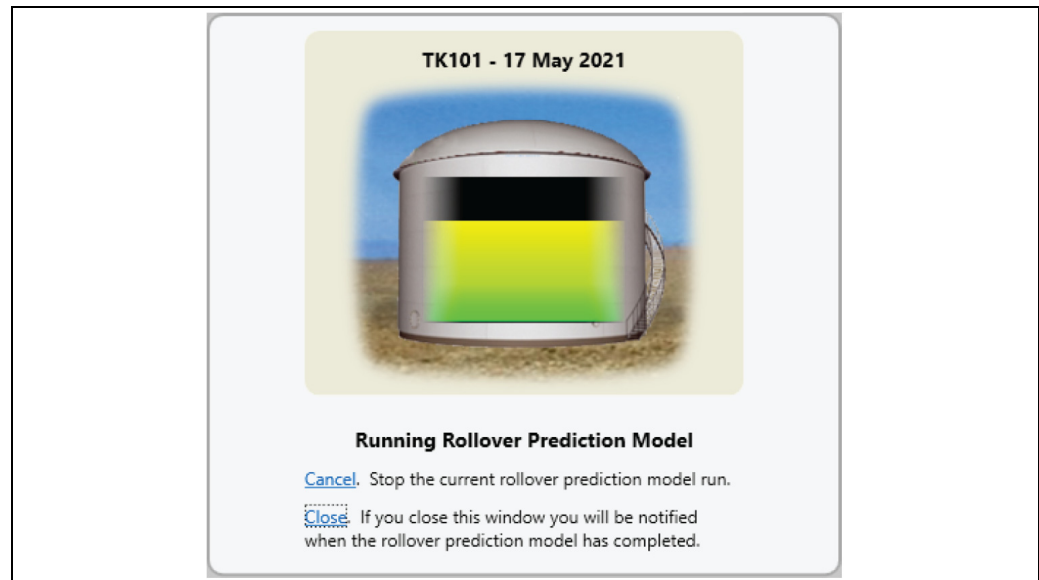 TK101 - 17 May 2021
Running Rollover Prediction Model
Cancel. Stop the current rollover prediction model run.
Close. If you close this window you will be notified
when the rollover prediction model has completed.